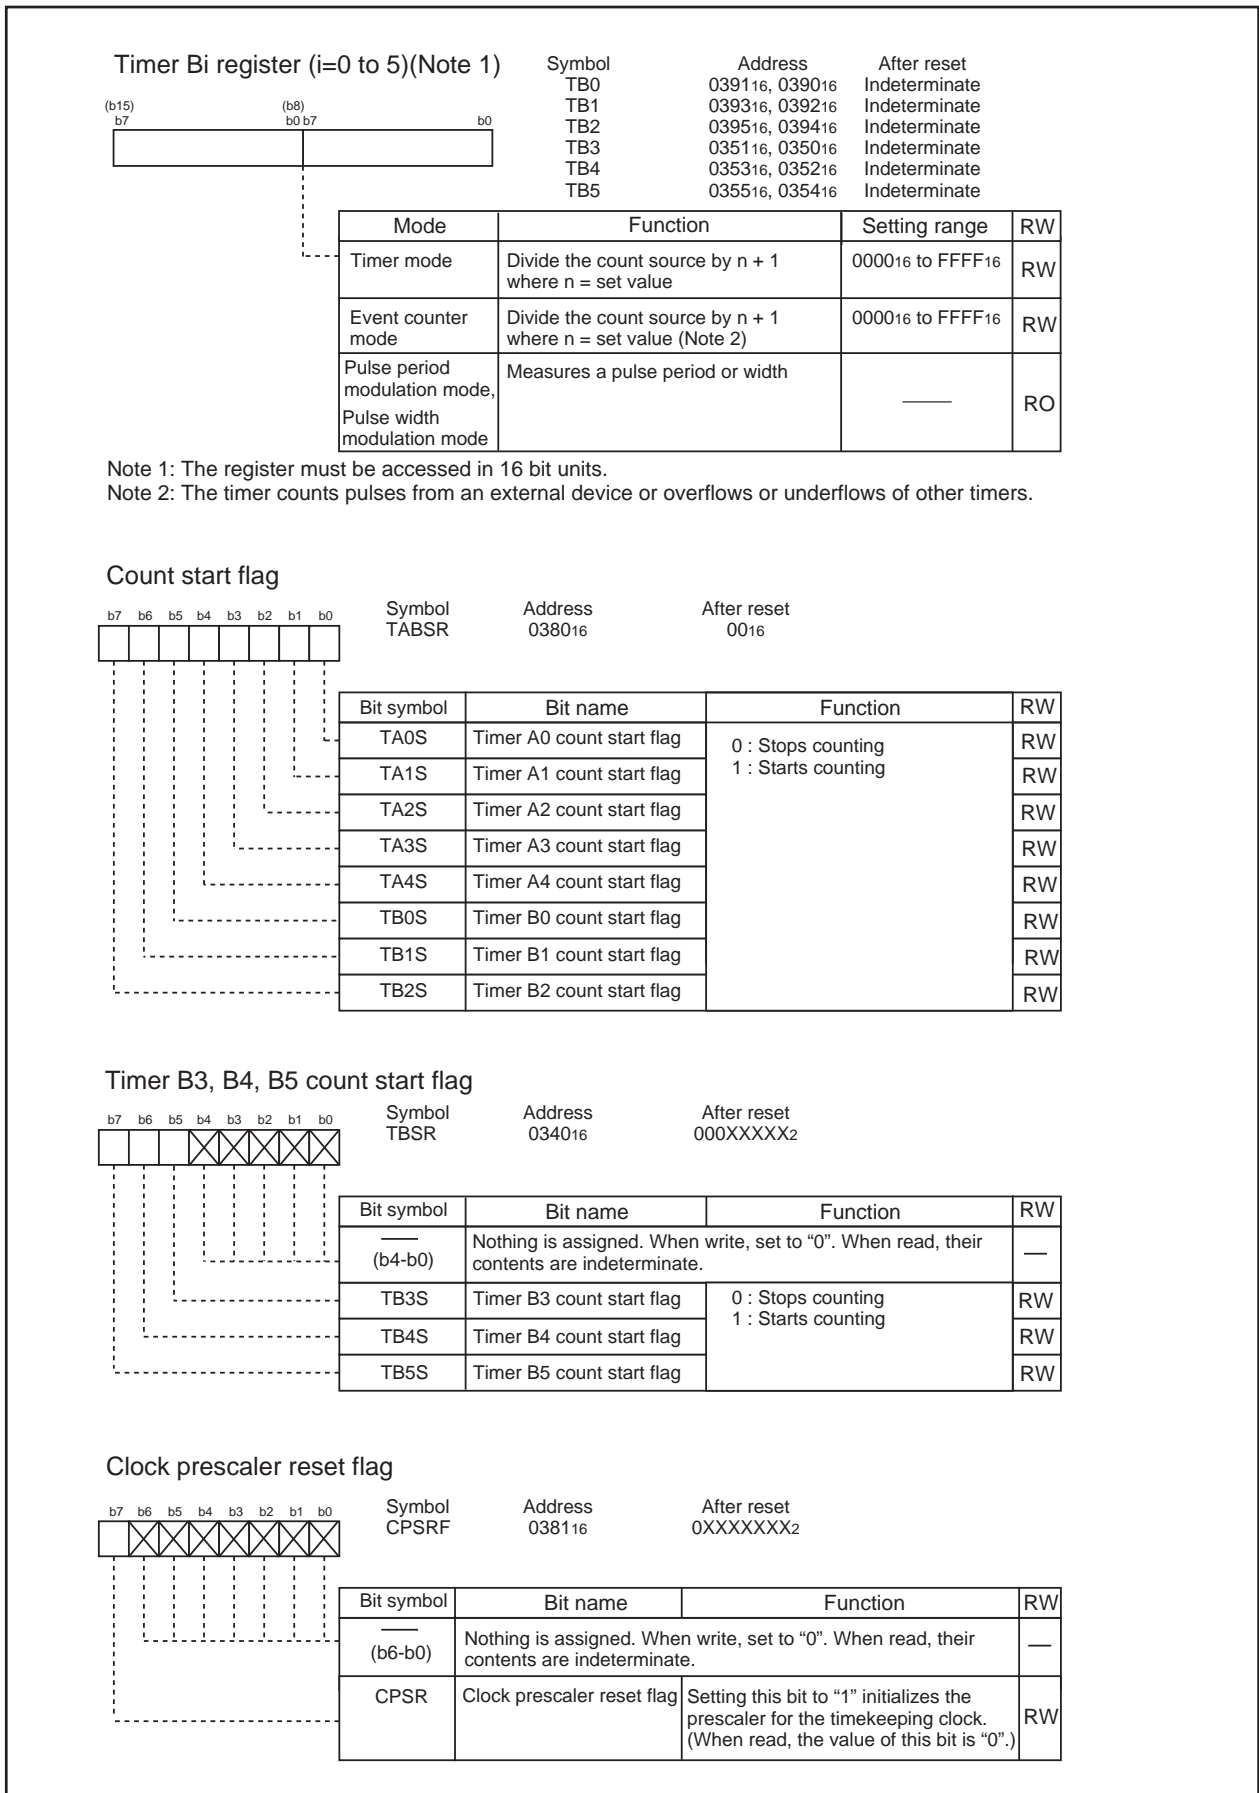 Timer Bi register (i=0 to 5)(Note 1)
Symbol Address After reset
TB0 039116, 039016 Indeterminate
TB1 039316, 039216 Indeterminate
TB2 039516, 039416 Indeterminate
TB3 035116, 035016 Indeterminate
TB4 035316, 035216 Indeterminate
TB5 035516, 035416 Indeterminate
(b15) (b8)
b7 b0 b7 b0
Mode Function Setting range RW
Timer mode Divide the count source by n + 1 000016 to FFFF16 RW
where n = set value
Event counter Divide the count source by n + 1 000016 to FFFF16 RW
mode where n = set value (Note 2)
Pulse period Measures a pulse period or width
modulation mode,
RO
Pulse width
modulation mode
Note 1: The register must be accessed in 16 bit units.
Note 2: The timer counts pulses from an external device or overflows or underflows of other timers.
Count start flag
b7 b6 b5 b4 b3 b2 b1 b0
Symbol Address After reset
TABSR 038016 0016
Bit symbol Bit name Function RW
TA0S Timer A0 count start flag 0 : Stops counting RW
TA1S Timer A1 count start flag 1 : Starts counting RW
TA2S Timer A2 count start flag RW
TA3S Timer A3 count start flag RW
TA4S Timer A4 count start flag RW
TB0S Timer B0 count start flag RW
TB1S Timer B1 count start flag RW
TB2S Timer B2 count start flag RW
Timer B3, B4, B5 count start flag
b7 b6 b5 b4 b3 b2 b1 b0
Symbol Address After reset
TBSR 034016 000XXXXX2
Bit symbol Bit name Function RW
— Nothing is assigned. When write, set to “0”. When read, their —
(b4-b0) contents are indeterminate.
TB3S Timer B3 count start flag 0 : Stops counting RW
1 : Starts counting
TB4S Timer B4 count start flag RW
TB5S Timer B5 count start flag RW
Clock prescaler reset flag
b7 b6 b5 b4 b3 b2 b1 b0
Symbol Address After reset
CPSRF 038116 0XXXXXXX2
Bit symbol Bit name Function RW
— Nothing is assigned. When write, set to “0”. When read, their —
(b6-b0) contents are indeterminate.
CPSR Clock prescaler reset flag Setting this bit to “1” initializes the
prescaler for the timekeeping clock. RW
(When read, the value of this bit is “0”.)